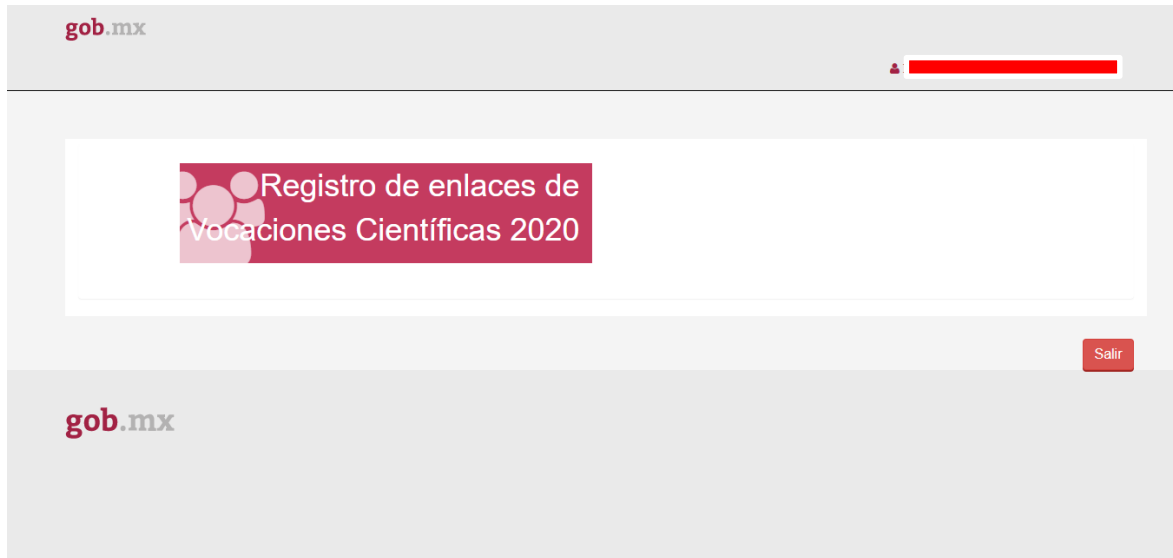 gob.mx
Registro de enlaces de
Vocaciones Científicas 2020
Salir
gob.mx